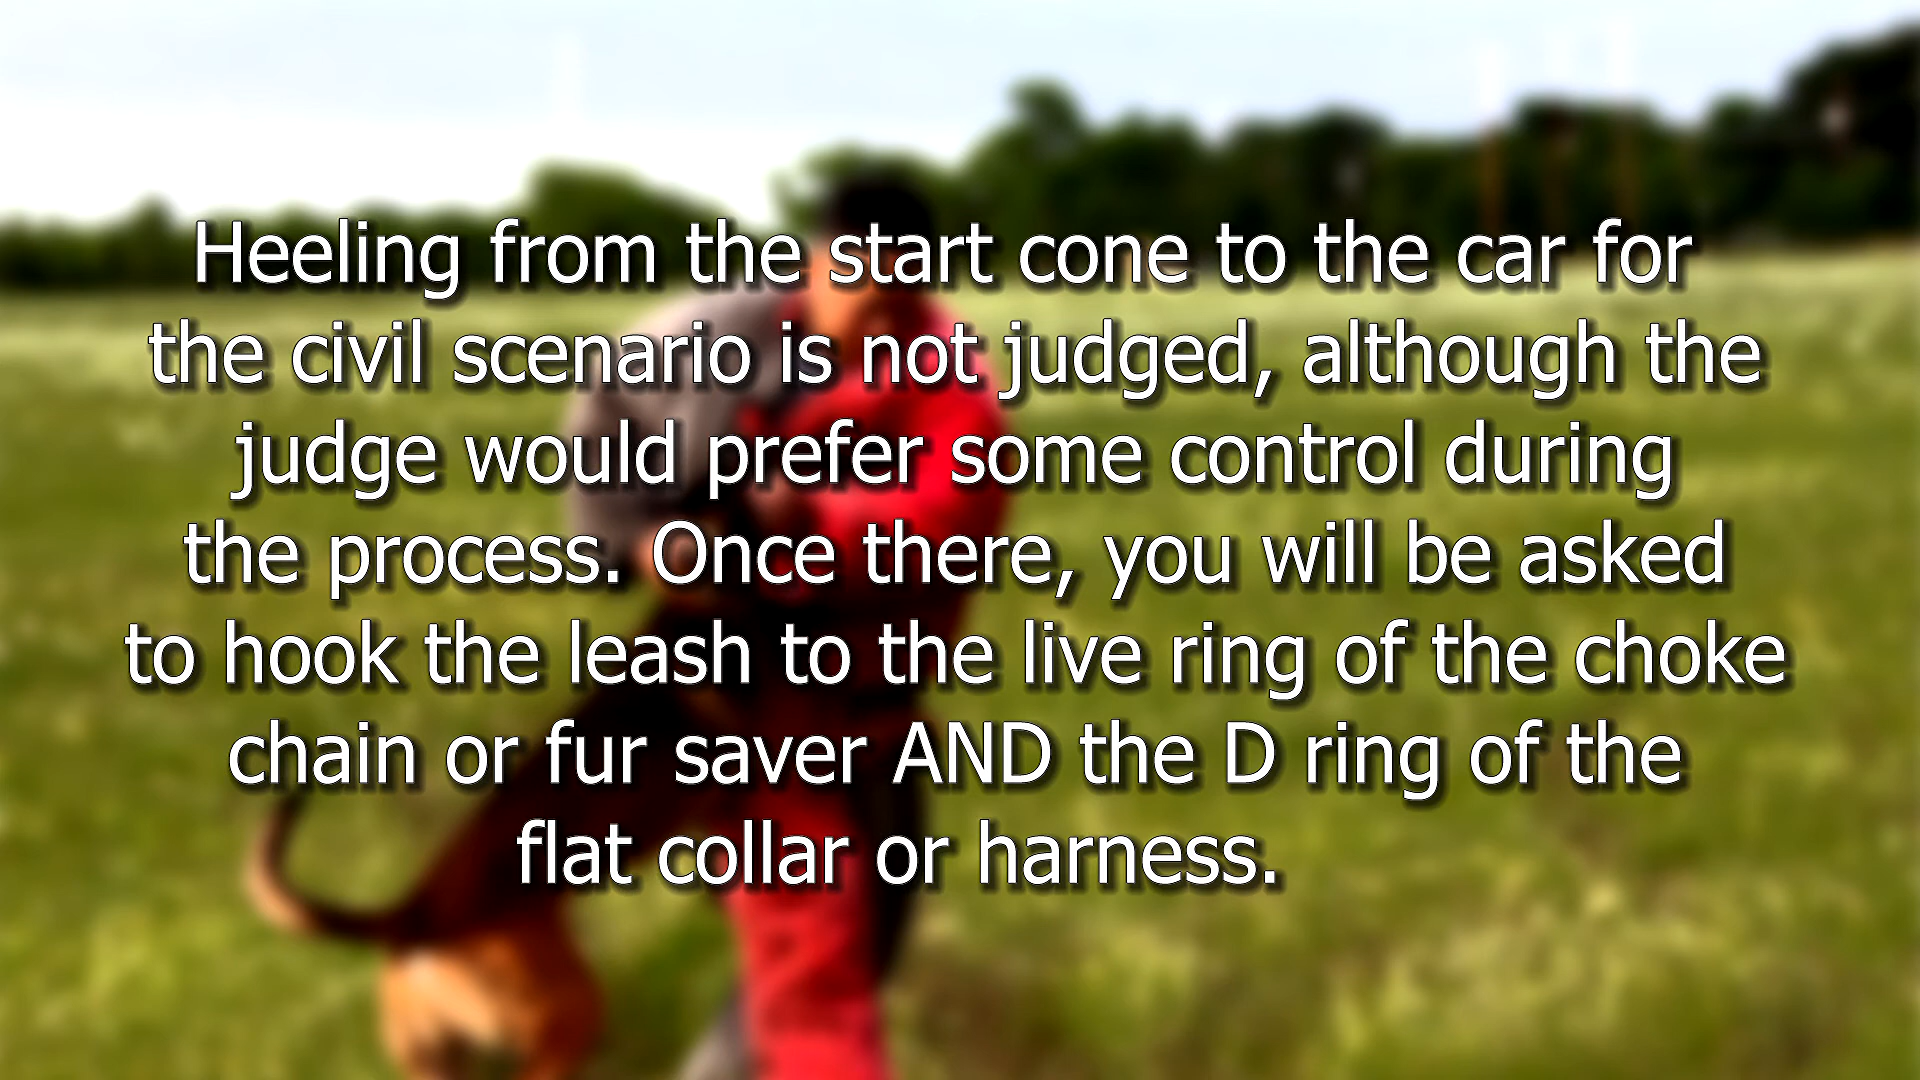 Heeling from the start cone to the car for
the civil scenario is not judged, although the
judge would prefer some control during
the process. Once there, you will be asked
to hook the leash to the live ring of the choke
chain or fur saver AND the D ring of the
flat collar or harness.